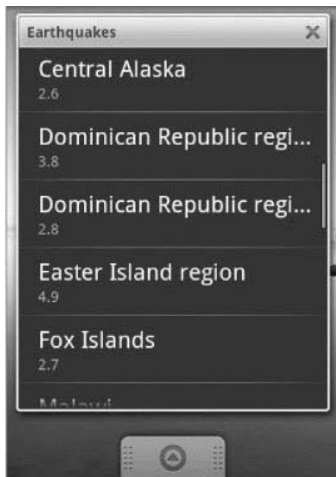 Earthquakes
Central Alaska
2.6
Dominican Republic regi...
3.8
Dominican Republic regi...
2.8
Easter Island region
4.9
Fox Islands
2.7
Malawi